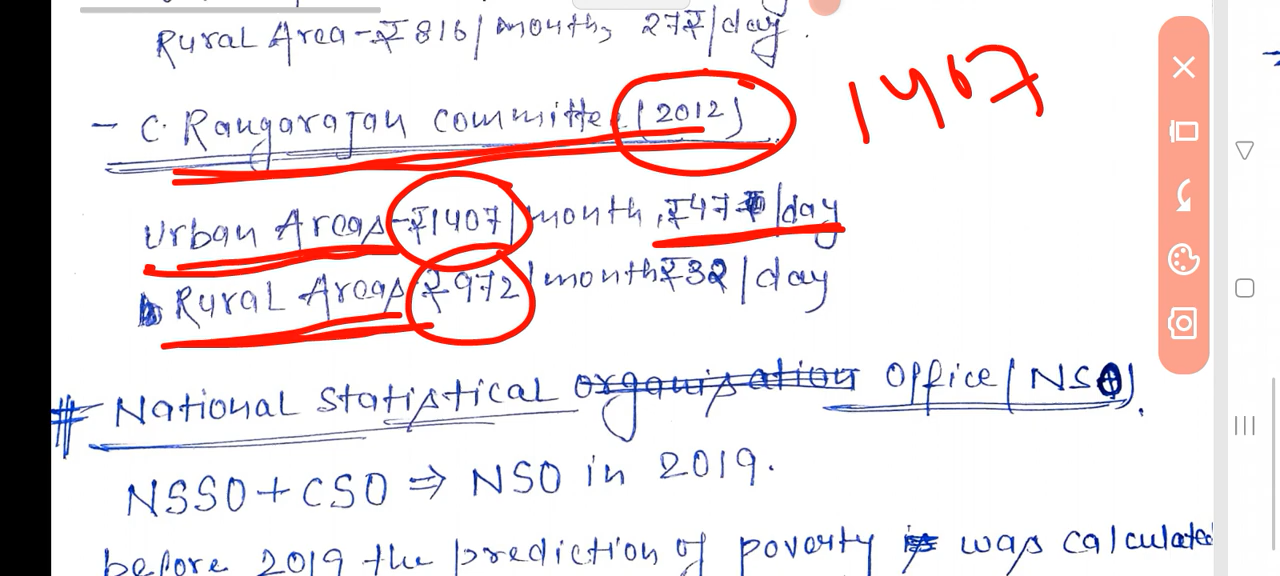 Rural Area - ₹816/month, 27₹/day.
1407
- C. Rangarajan committee (2012)
Urban Areas - ₹1407/month, ₹47/day
Rural Areas ₹972/month ₹32/day
# National Statistical organisation Office (NSO).
NSSO + CSO ⇒ NSO in 2019.
before 2019 the prediction of poverty was calculated